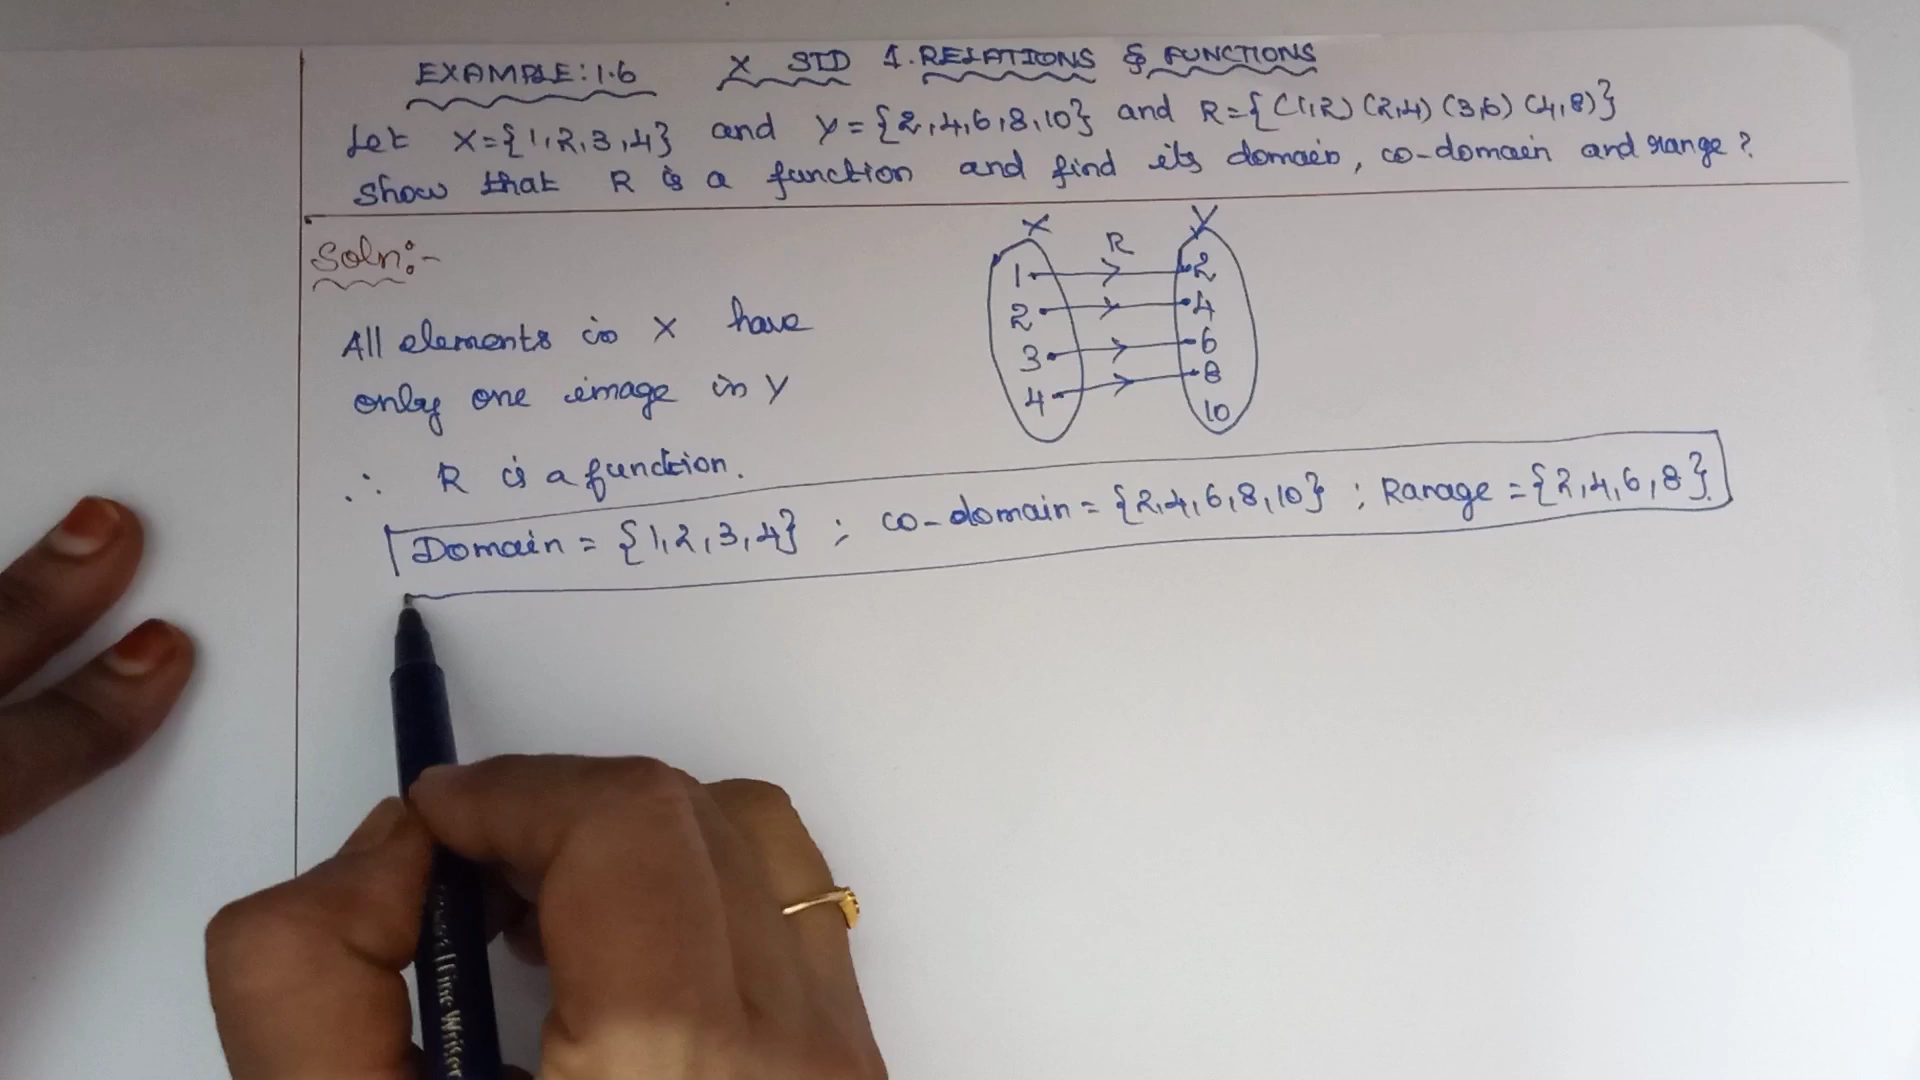 EXAMPLE:1.6 X STD 1. RELATIONS & FUNCTIONS
Let X={1,2,3,4} and Y={2,4,6,8,10} and R={(1,2)(2,4)(3,6)(4,8)}
show that R is a function and find its domain, co-domain and range?
Soln:-
X R Y
1 2
2 4
3 6
4 8
10
All elements in X have
only one image in Y
∴ R is a function.
Domain = {1,2,3,4} ; co-domain = {2,4,6,8,10} ; Ranage = {2,4,6,8}